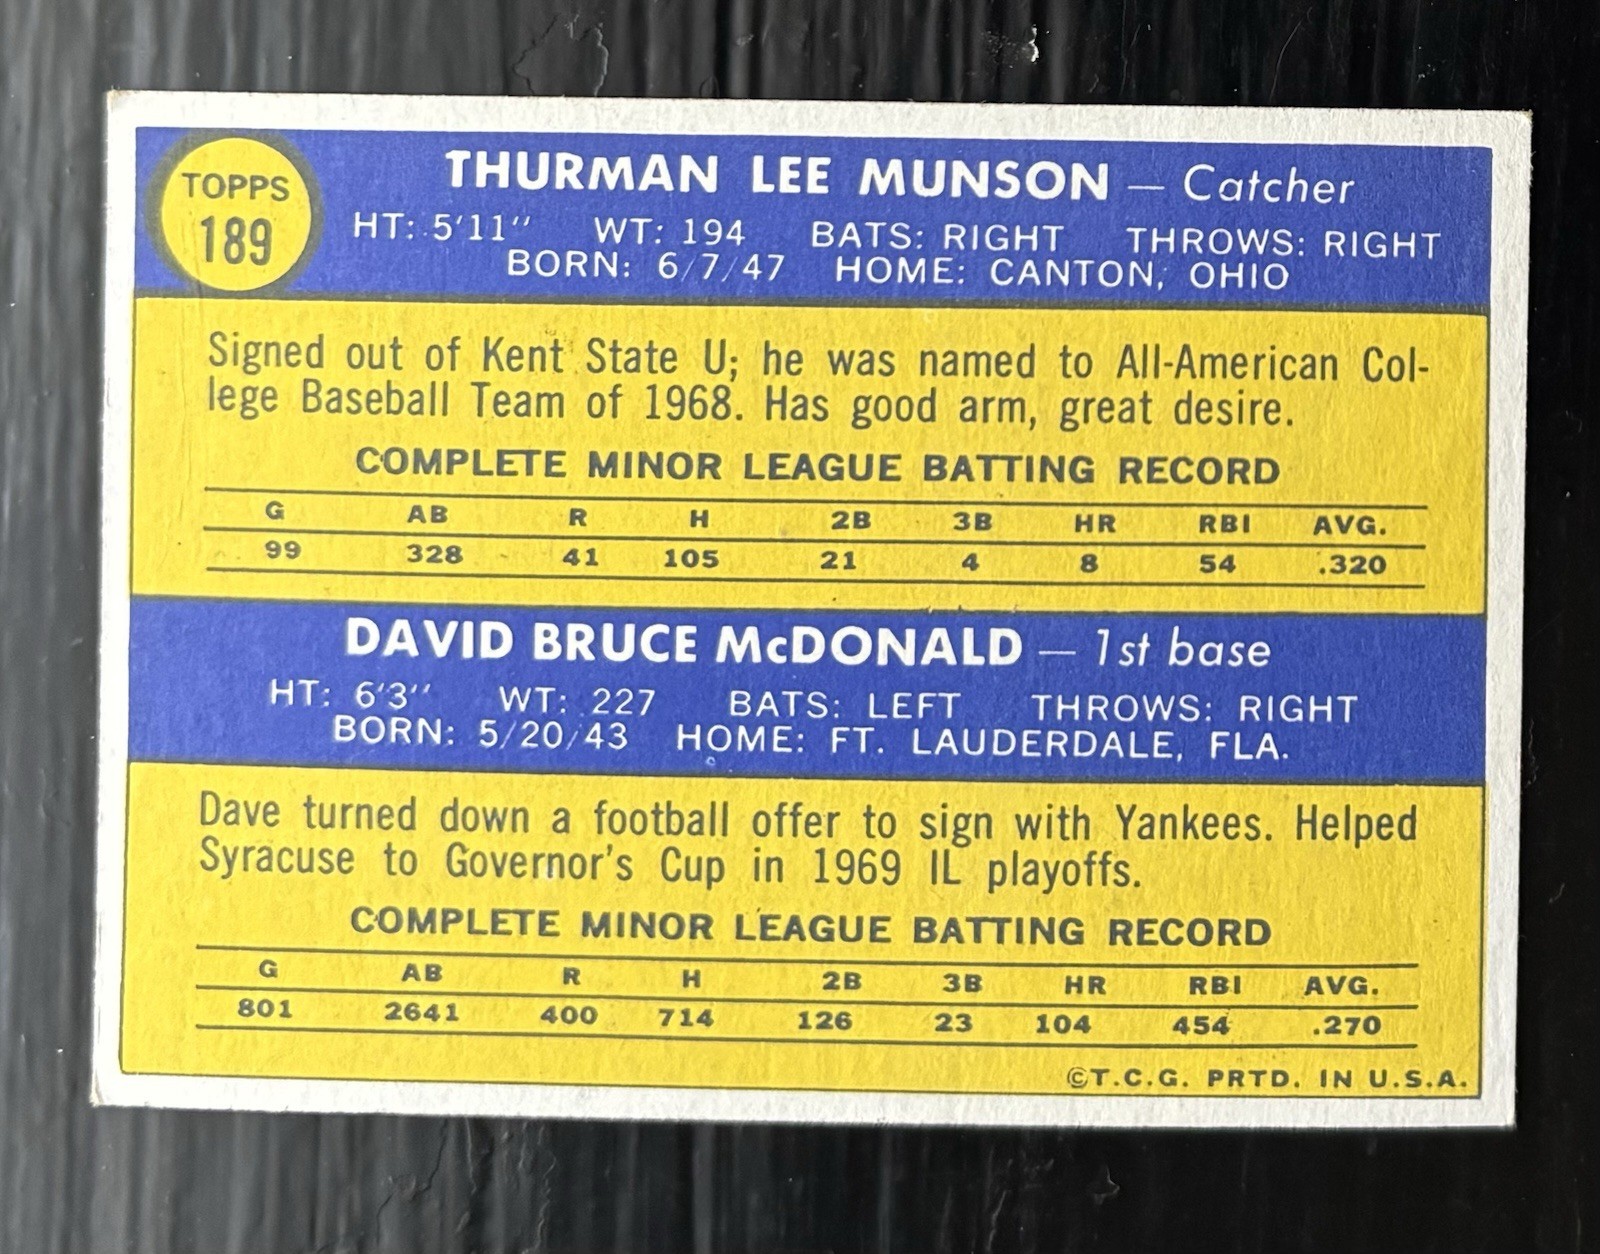 TOPPS
189
THURMAN LEE MUNSON — Catcher
HT: 5'11" WT: 194 BATS: RIGHT THROWS: RIGHT
BORN: 6/7/47 HOME: CANTON, OHIO
Signed out of Kent State U; he was named to All-American Col-
lege Baseball Team of 1968. Has good arm, great desire.
COMPLETE MINOR LEAGUE BATTING RECORD
G AB R H 2B 3B HR RBI AVG.
99 328 41 105 21 4 8 54 .320
DAVID BRUCE McDONALD — 1st base
HT: 6'3" WT: 227 BATS: LEFT THROWS: RIGHT
BORN: 5/20/43 HOME: FT. LAUDERDALE, FLA.
Dave turned down a football offer to sign with Yankees. Helped
Syracuse to Governor's Cup in 1969 IL playoffs.
COMPLETE MINOR LEAGUE BATTING RECORD
G AB R H 2B 3B HR RBI AVG.
801 2641 400 714 126 23 104 454 .270
©T.C.G. PRTD. IN U.S.A.